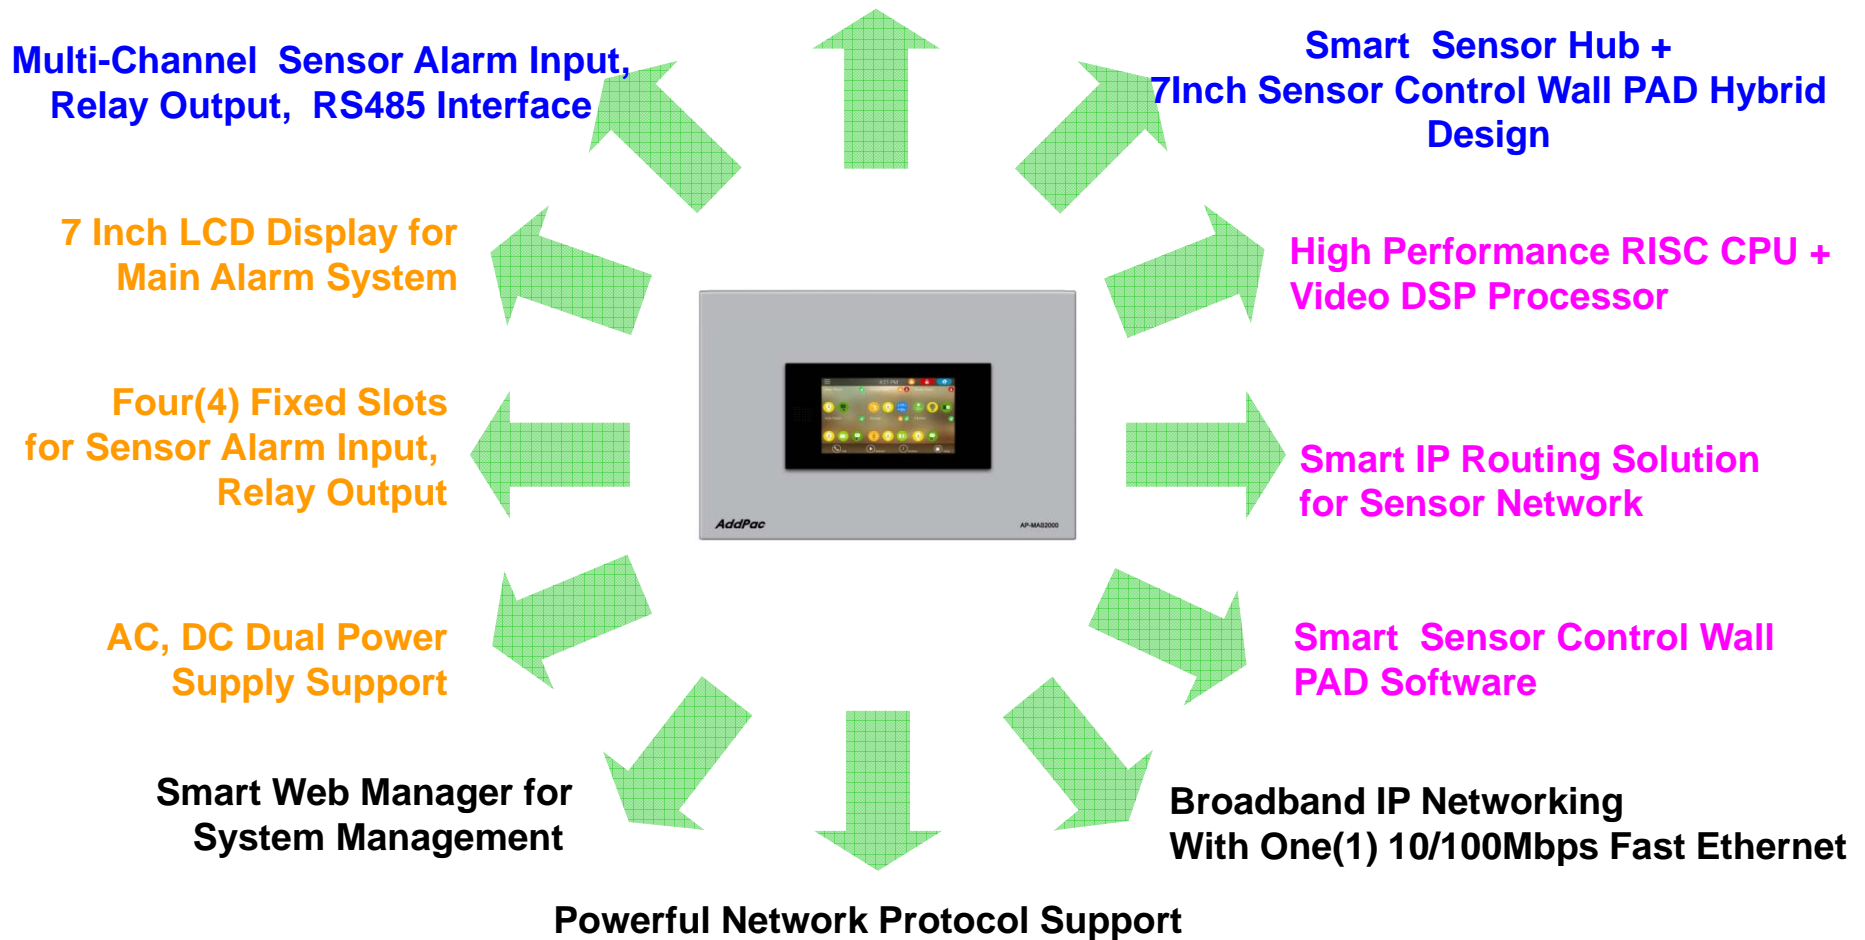 Multi-Channel  Sensor Alarm Input,
Relay Output,  RS485 Interface
Smart  Sensor Hub +
7Inch Sensor Control Wall PAD Hybrid
Design
7 Inch LCD Display for
Main Alarm System
High Performance RISC CPU +
Video DSP Processor
Four(4) Fixed Slots
for Sensor Alarm Input,
Relay Output
Smart IP Routing Solution
for Sensor Network
4:21 PM
AddPac
AP-MAS2000
AC, DC Dual Power
Supply Support
Smart  Sensor Control Wall
PAD Software
Smart Web Manager for
System Management
Broadband IP Networking
With One(1) 10/100Mbps Fast Ethernet
Powerful Network Protocol Support